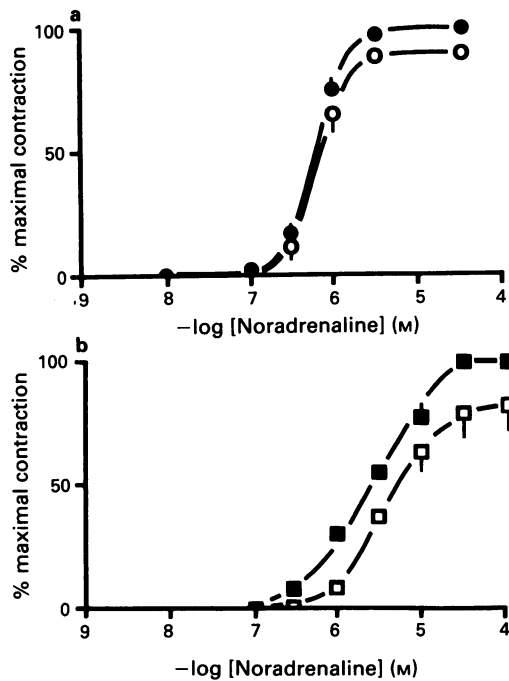 a
100
50
0
% maximal contraction
.9 8 7 6 5 4
−log [Noradrenaline] (M)
b
100
50
0
% maximal contraction
9 8 7 6 5 4
−log [Noradrenaline] (M)